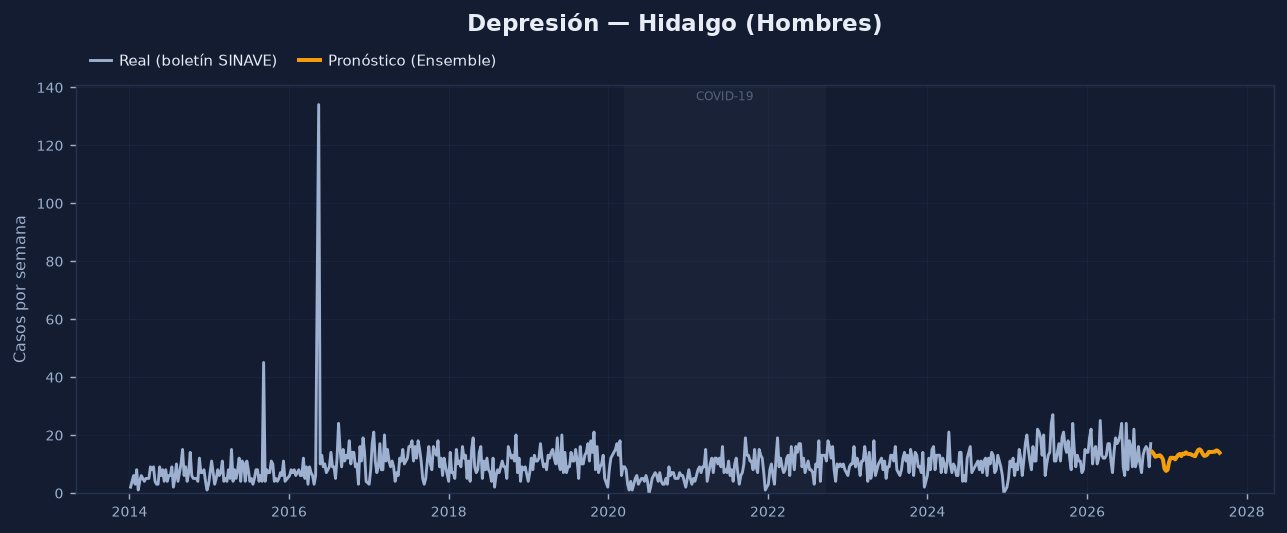 Depresión — Hidalgo (Hombres)
Real (boletín SINAVE) Pronóstico (Ensemble)
COVID-19
Casos por semana
140
120
100
80
60
40
20
0
2014 2016 2018 2020 2022 2024 2026 2028